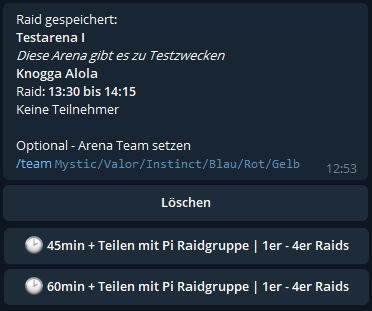 Raid gespeichert:
Testarena I
Diese Arena gibt es zu Testzwecken
Knogga Alola
Raid: 13:30 bis 14:15
Keine Teilnehmer
Optional - Arena Team setzen
/team Mystic/Valor/Instinct/Blau/Rot/Gelb
12:53
Löschen
🕑 45min + Teilen mit Pi Raidgruppe | 1er - 4er Raids
🕑 60min + Teilen mit Pi Raidgruppe | 1er - 4er Raids